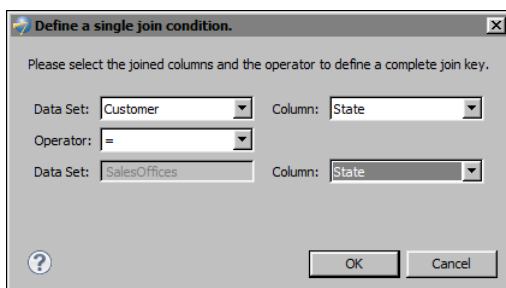 Define a single join condition.
Please select the joined columns and the operator to define a complete join key.
Data Set: Customer Column: State
Operator: =
Data Set: SalesOffices Column: State
? OK Cancel